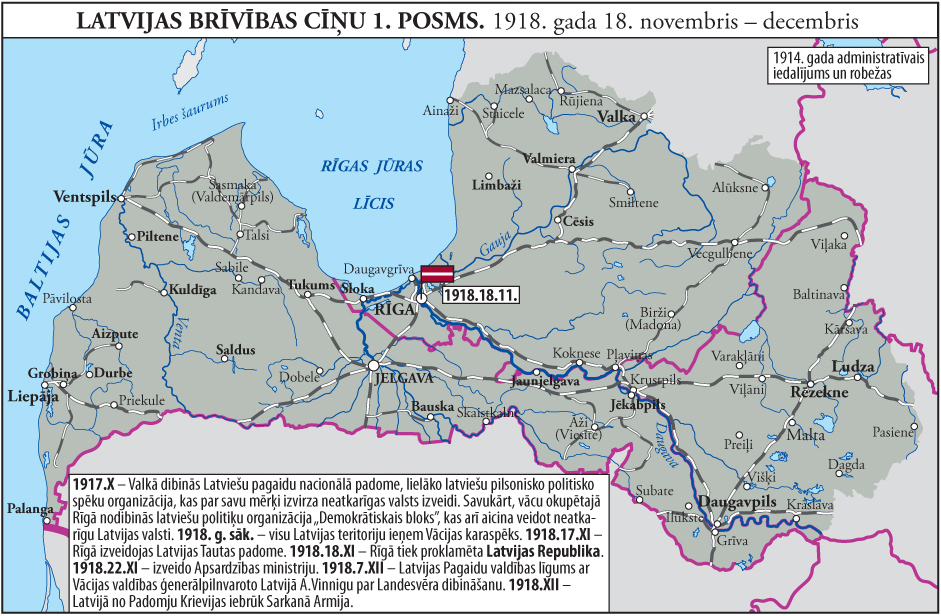 LATVIJAS BRĪVĪBAS CĪŅU 1. POSMS. 1918. gada 18. novembris – decembris
1914. gada administratīvais
iedalījums un robežas
BALTIJAS JŪRA
Irbes šaurums
RĪGAS JŪRAS
LĪCIS
Ainaži
Mazsalaca
Staicele
Rūjiena
Valka
Valmiera
Limbaži
Smiltene
Alūksne
Cēsis
Gauja
Vecgulbene
Viļaka
Baltinava
Ventspils
Sasmaka
(Valdemārpils)
Talsi
Piltene
Sabile
Kandava
Kuldīga
Venta
Tukums
Sloka
Daugavgrīva
RĪGA
1918.18.11.
Birži
(Madona)
Kārsava
Pāvilosta
Aizpute
Durbe
Grobiņa
Liepāja
Priekule
Saldus
Dobele
JELGAVA
Bauska
Skaistkalne
Koknese
Pļaviņas
Jaunjelgava
Krustpils
Jēkabpils
Varakļāni
Viļāni
Rēzekne
Ludza
Āži
(Viesīte)
Daugava
Preiļi
Malta
Pasiene
Dagda
Višķi
Subate
Daugavpils
Krāslava
Ilūkste
Grīva
Palanga
1917.X – Valkā dibinās Latviešu pagaidu nacionālā padome, lielāko latviešu pilsonisko politisko
spēku organizācija, kas par savu mērķi izvirza neatkarīgas valsts izveidi. Savukārt, vācu okupētajā
Rīgā nodibinās latviešu politiķu organizācija „Demokrātiskais bloks”, kas arī aicina veidot neatka-
rīgu Latvijas valsti. 1918. g. sāk. – visu Latvijas teritoriju ieņem Vācijas karaspēks. 1918.17.XI –
Rīgā izveidojas Latvijas Tautas padome. 1918.18.XI – Rīgā tiek proklamēta Latvijas Republika.
1918.22.XI – izveido Apsardzības ministriju. 1918.7.XII – Latvijas Pagaidu valdības līgums ar
Vācijas valdības ģenerālpilnvaroto Latvijā A.Vinnigu par Landesvēra dibināšanu. 1918.XII –
Latvijā no Padomju Krievijas iebrūk Sarkanā Armija.